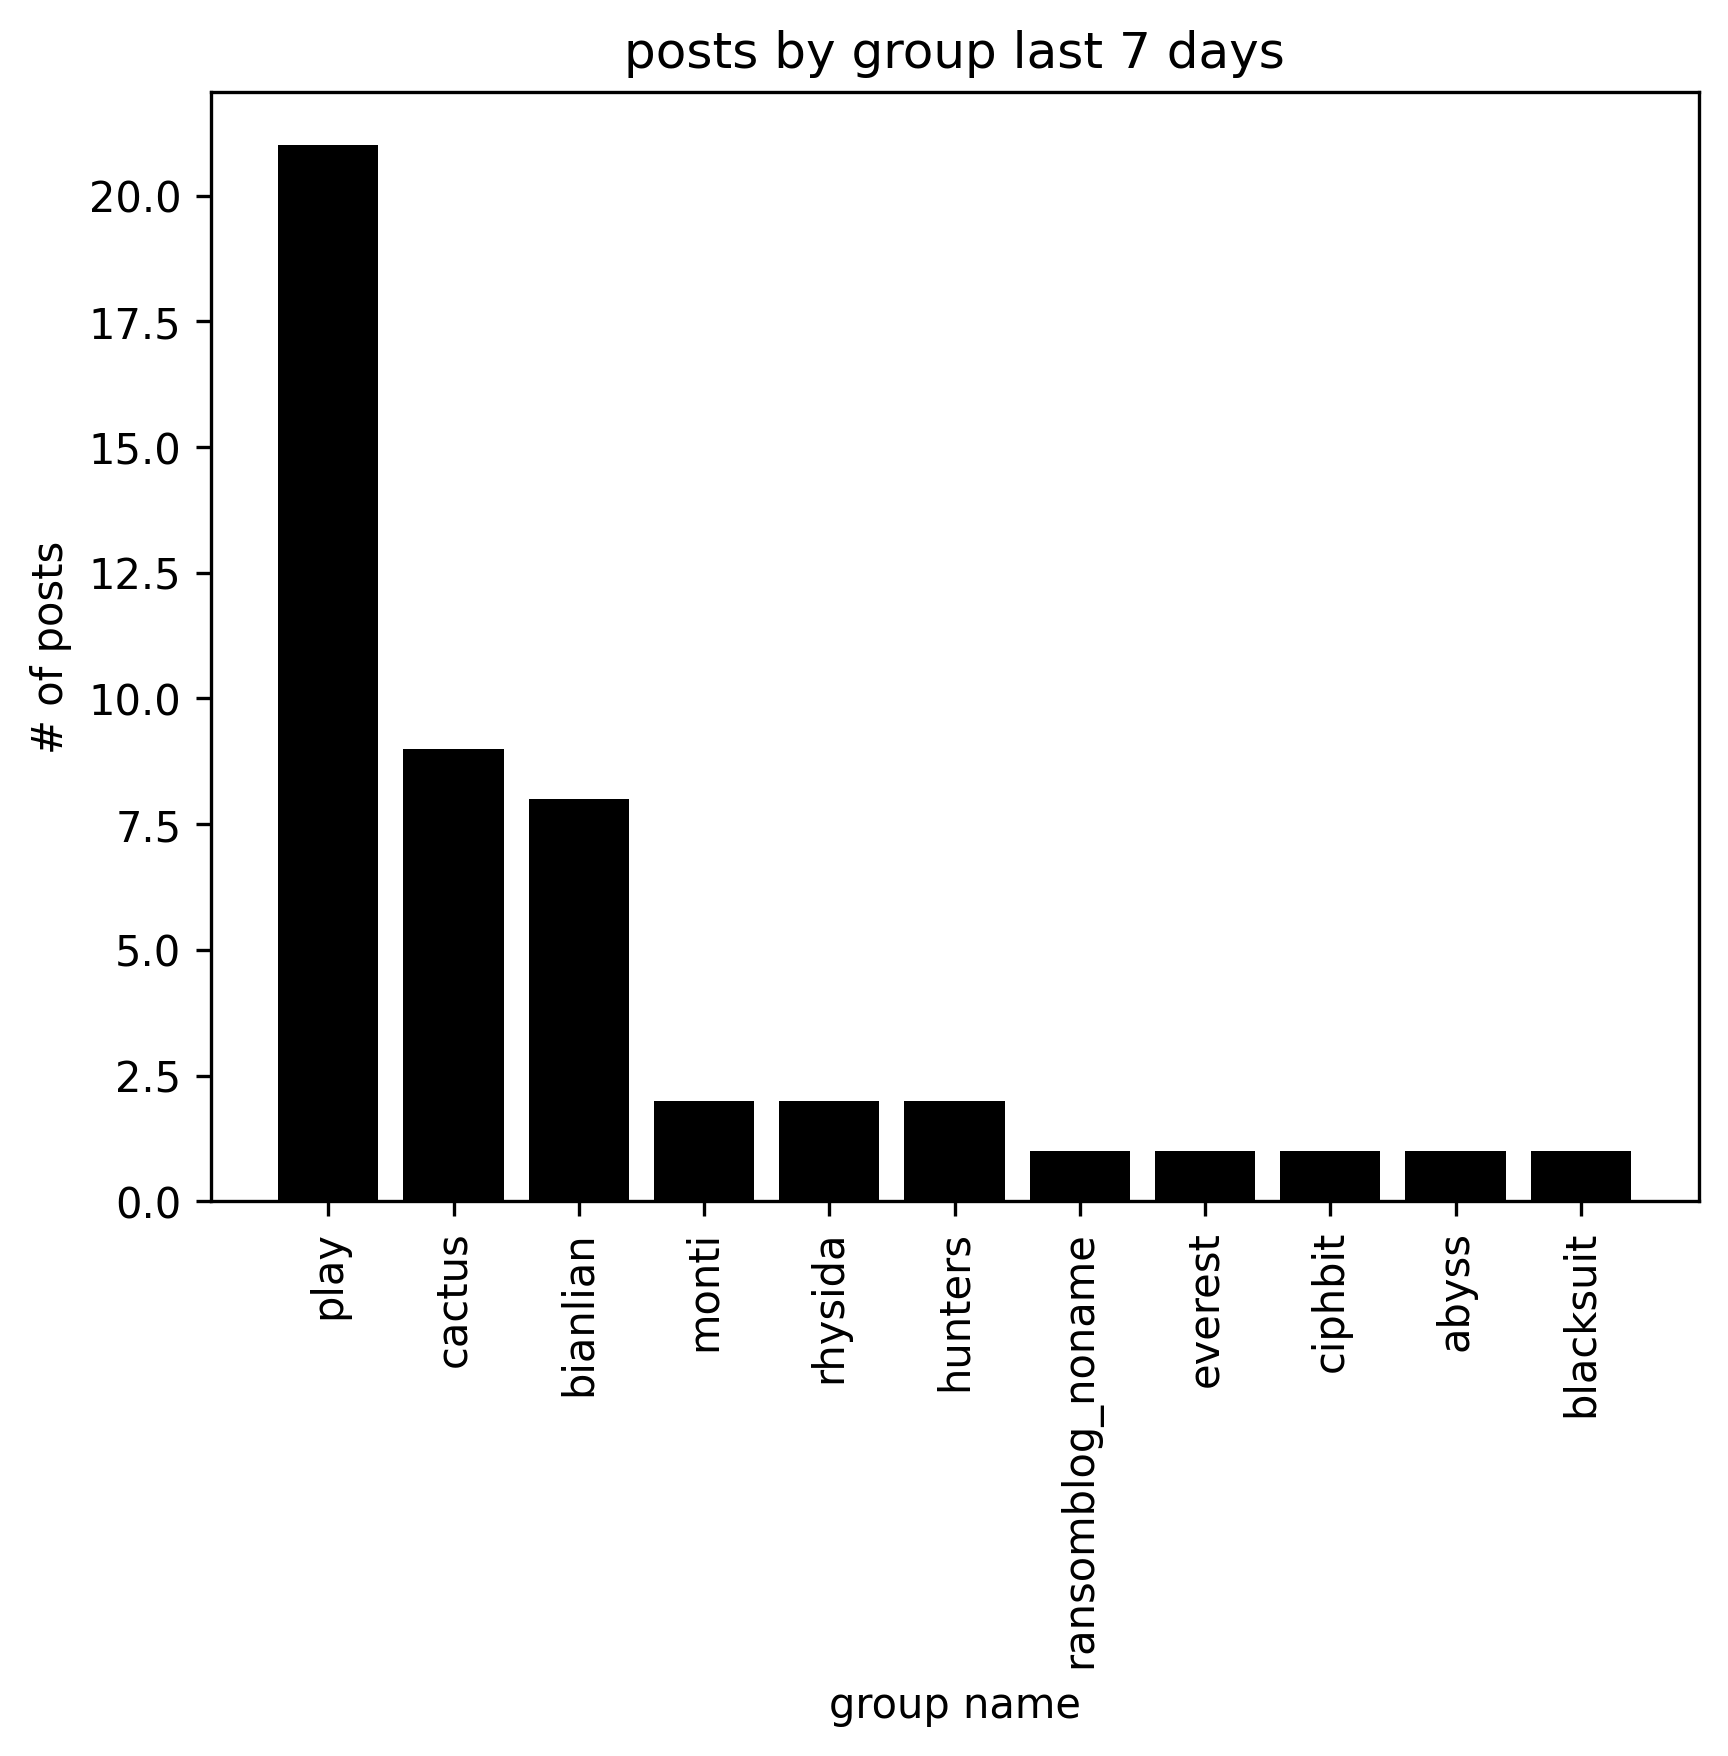 posts by group last 7 days
# of posts
20.0
17.5
15.0
12.5
10.0
7.5
5.0
2.5
0.0
play
cactus
bianlian
monti
rhysida
hunters
ransomblog_noname
everest
ciphbit
abyss
blacksuit
group name